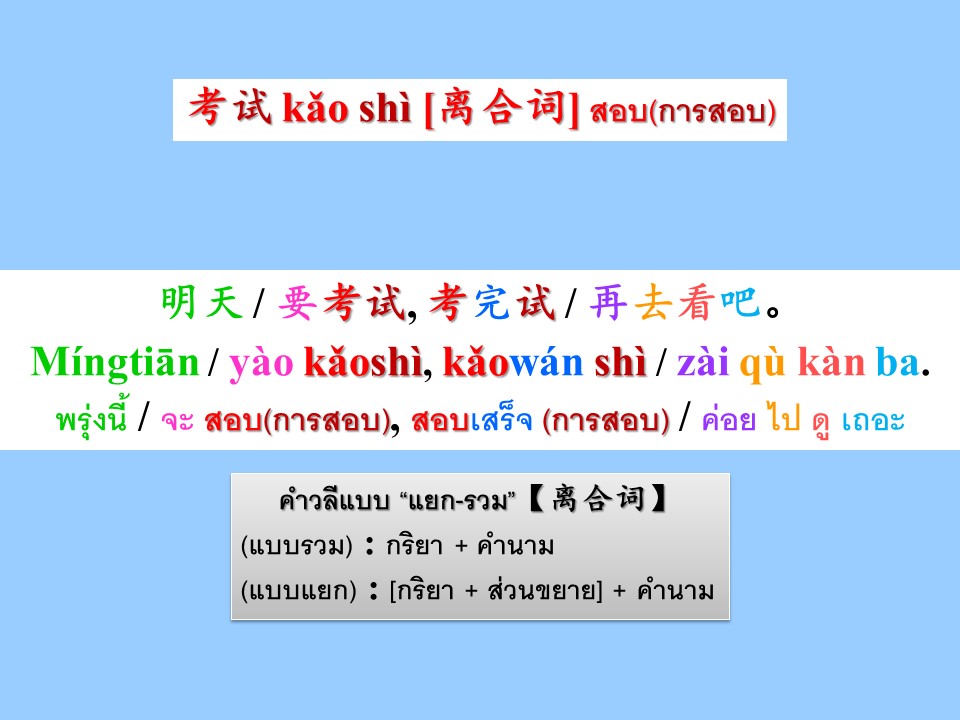 考试 kǎo shì [离合词] สอบ(การสอบ)
明天 / 要考试, 考完试 / 再去看吧。
Míngtiān / yào kǎoshì, kǎowán shì / zài qù kàn ba.
พรุ่งนี้ / จะ สอบ(การสอบ), สอบเสร็จ (การสอบ) / ค่อย ไป ดู เถอะ
คำวลีแบบ “แยก-รวม”【离合词】
(แบบรวม) : กริยา + คำนาม
(แบบแยก) : [กริยา + ส่วนขยาย] + คำนาม